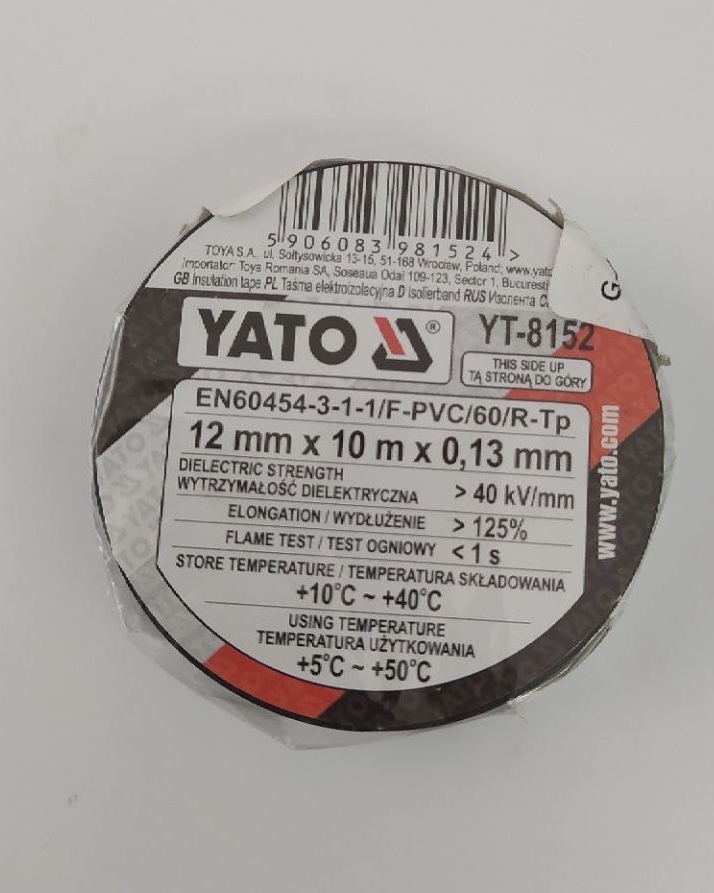 5 906083 981524 >
TOYA S.A. ul. Sołtysowicka 13-15, 51-168 Wrocław, Poland; www.yato
Importator: Toya Romania SA, Soseaua Odai 109-123, Sector 1, Bucuresti
GB Insulation tape PL Taśma elektroizolacyjna D Isolierband RUS Изолента
G
YATO ®
YT-8152
THIS SIDE UP
TĄ STRONĄ DO GÓRY
EN60454-3-1-1/F-PVC/60/R-Tp
12 mm x 10 m x 0,13 mm
DIELECTRIC STRENGTH
WYTRZYMAŁOŚĆ DIELEKTRYCZNA > 40 kV/mm
ELONGATION / WYDŁUŻENIE > 125%
FLAME TEST / TEST OGNIOWY < 1 s
STORE TEMPERATURE / TEMPERATURA SKŁADOWANIA
+10°C ~ +40°C
USING TEMPERATURE
TEMPERATURA UŻYTKOWANIA
+5°C ~ +50°C
www.yato.com